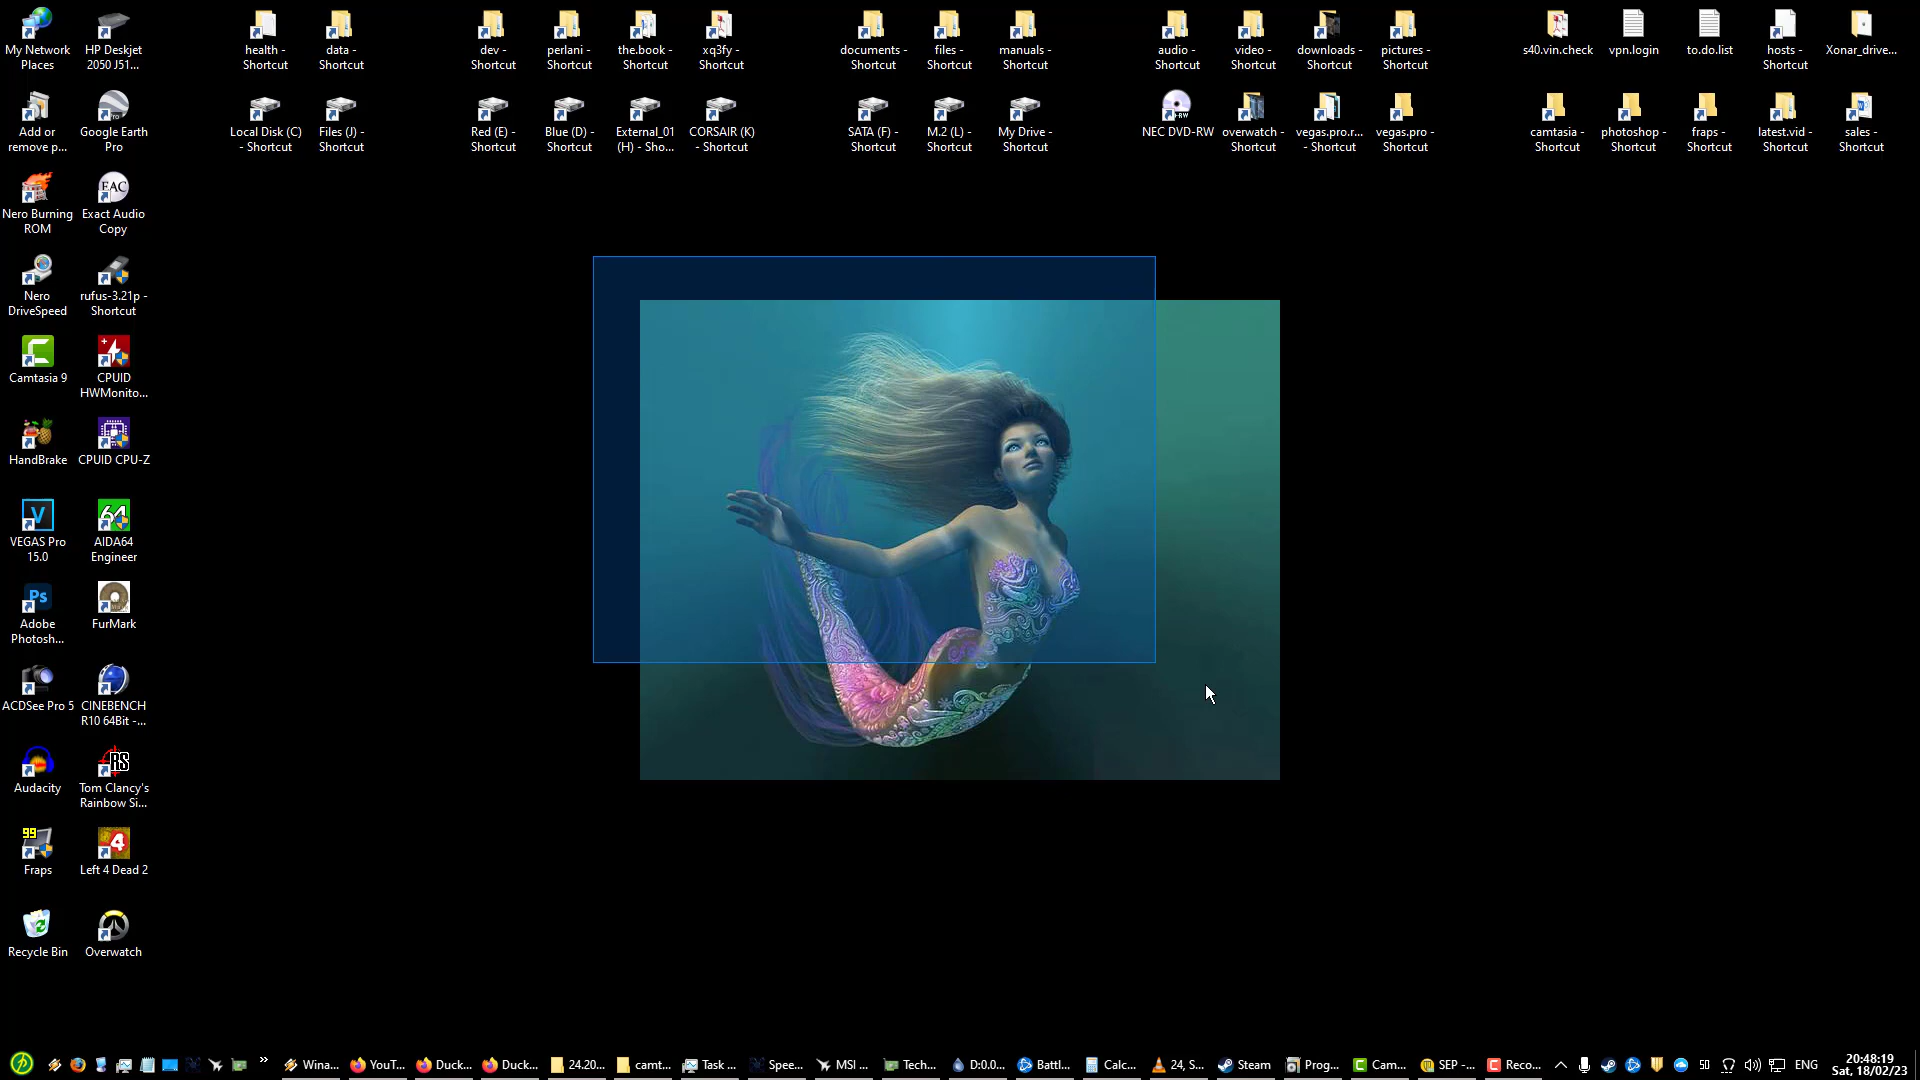 My Network
Places
HP Deskjet
2050 J51...
health -
Shortcut
data -
Shortcut
dev -
Shortcut
perlani -
Shortcut
the.book -
Shortcut
xq3fy -
Shortcut
documents -
Shortcut
files -
Shortcut
manuals -
Shortcut
audio -
Shortcut
video -
Shortcut
downloads -
Shortcut
pictures -
Shortcut
s40.vin.check
vpn.login
to.do.list
hosts -
Shortcut
Xonar_drive...
Add or
remove p...
Google Earth
Pro
Local Disk (C)
- Shortcut
Files (J) -
Shortcut
Red (E) -
Shortcut
Blue (D) -
Shortcut
External_01
(H) - Sho...
CORSAIR (K)
- Shortcut
SATA (F) -
Shortcut
M.2 (L) -
Shortcut
My Drive -
Shortcut
NEC DVD-RW
overwatch -
Shortcut
vegas.pro.r...
- Shortcut
vegas.pro -
Shortcut
camtasia -
Shortcut
photoshop -
Shortcut
fraps -
Shortcut
latest.vid -
Shortcut
sales -
Shortcut
Nero Burning
ROM
EAC
Exact Audio
Copy
Nero
DriveSpeed
rufus-3.21p -
Shortcut
Camtasia 9
CPUID
HWMonito...
HandBrake
CPUID CPU-Z
V
VEGAS Pro
15.0
64
AIDA64
Engineer
Ps
Adobe
Photosh...
FurMark
ACDSee Pro 5
CINEBENCH
R10 64Bit -...
Audacity
RS
Tom Clancy's
Rainbow Si...
99
Fraps
4
Left 4 Dead 2
Recycle Bin
Overwatch
»
Wina...
YouT...
Duck...
Duck...
24.20...
camt...
Task ...
Spee...
MSI ...
Tech...
D:0.0...
Battl...
Calc...
24, S...
Steam
Prog...
Cam...
SEP -...
Reco...
50
ENG
20:48:19
Sat, 18/02/23